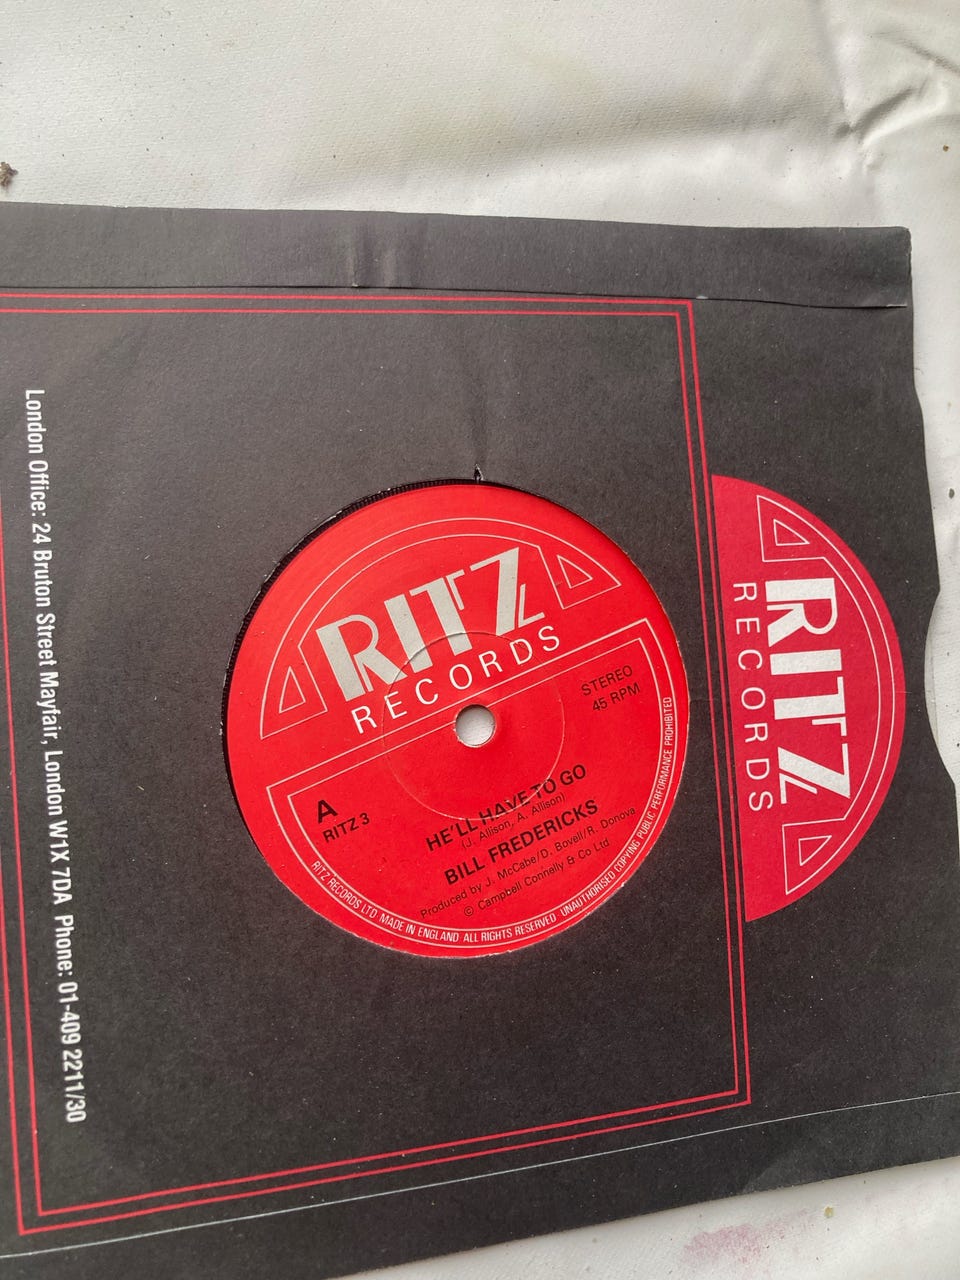 RITZ
RECORDS
STEREO
45 RPM
A
RITZ 3
HE'LL HAVE TO GO
(J. Allison, A. Allison)
BILL FREDERICKS
Produced by J. McCabe/D. Bovell/R. Donova
© Campbell Connelly & Co Ltd
RITZ RECORDS LTD MADE IN ENGLAND ALL RIGHTS RESERVED UNAUTHORISED COPYING PUBLIC PERFORMANCE PROHIBITED
RITZ
RECORDS
London Office: 24 Bruton Street Mayfair, London W1X 7DA Phone: 01-409 2211/30